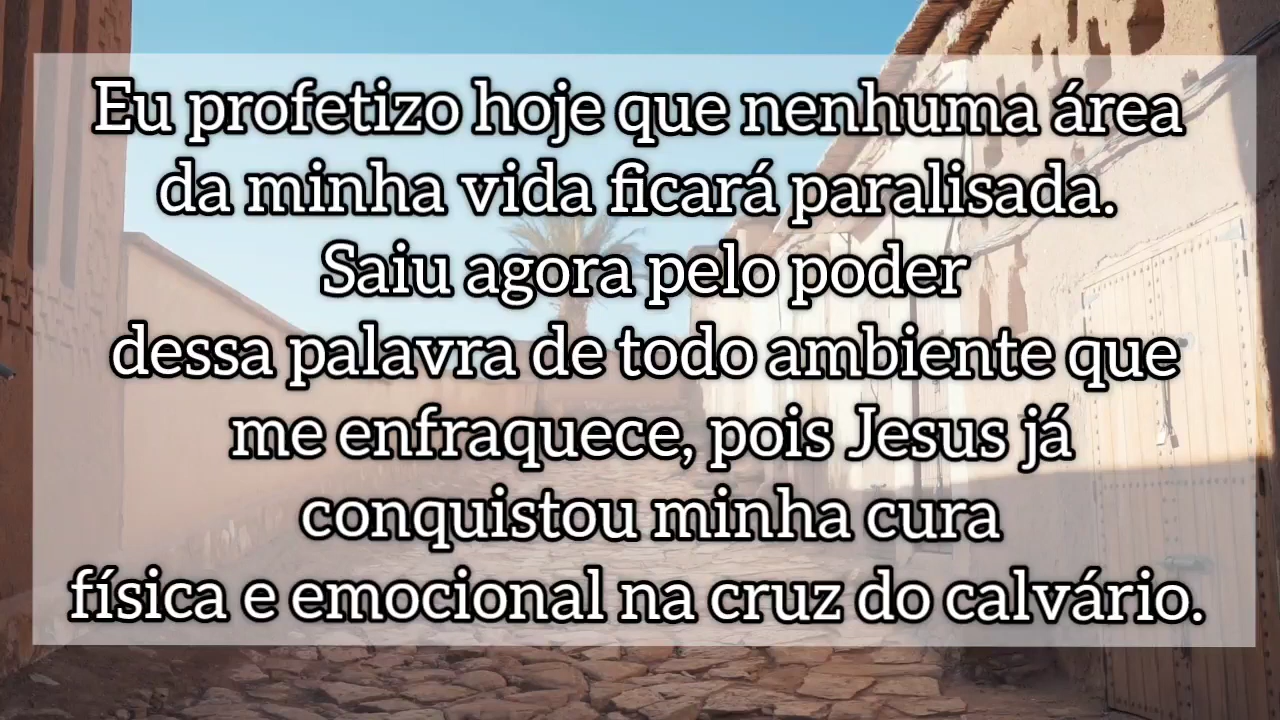 Eu profetizo hoje que nenhuma área
da minha vida ficará paralisada.
Saiu agora pelo poder
dessa palavra de todo ambiente que
me enfraquece, pois Jesus já
conquistou minha cura
física e emocional na cruz do calvário.